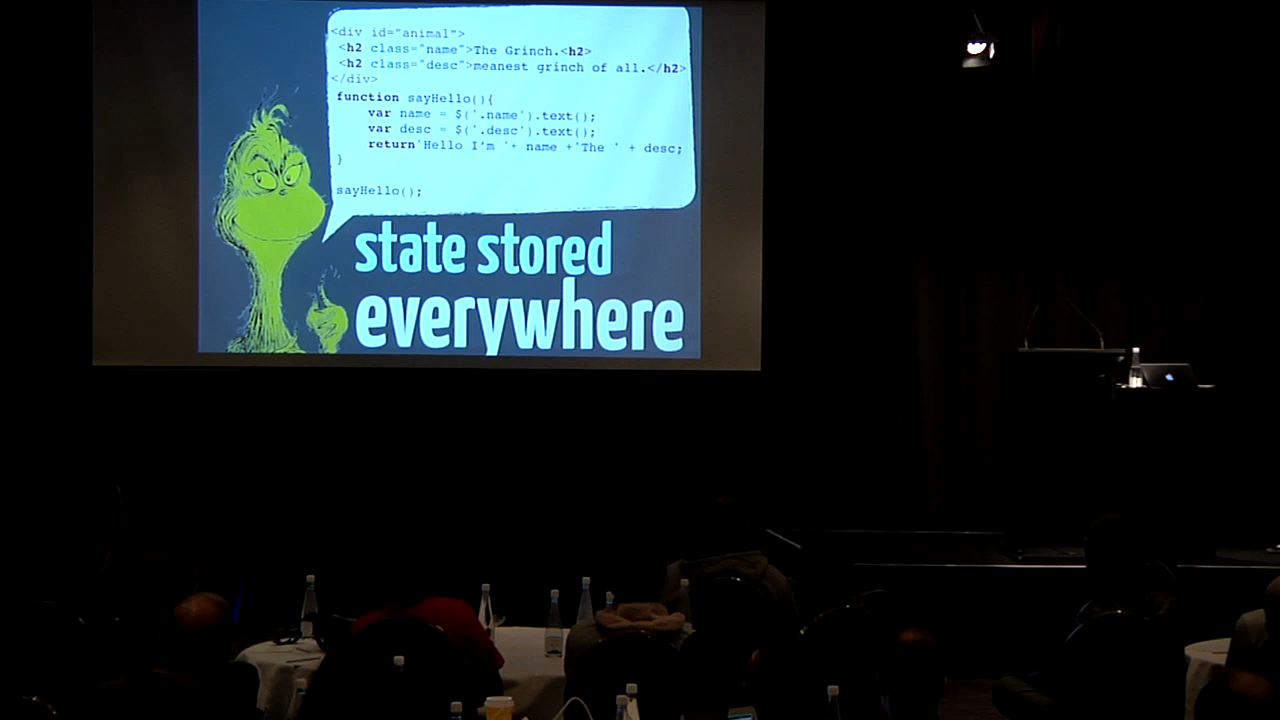 <div id="animal">
<h2 class="name">The Grinch.<h2>
<h2 class="desc">meanest grinch of all.</h2>
</div>
function sayHello(){
var name = $('.name').text();
var desc = $('.desc').text();
return'Hello I'm '+ name +'The ' + desc;
}
sayHello();
state stored
everywhere